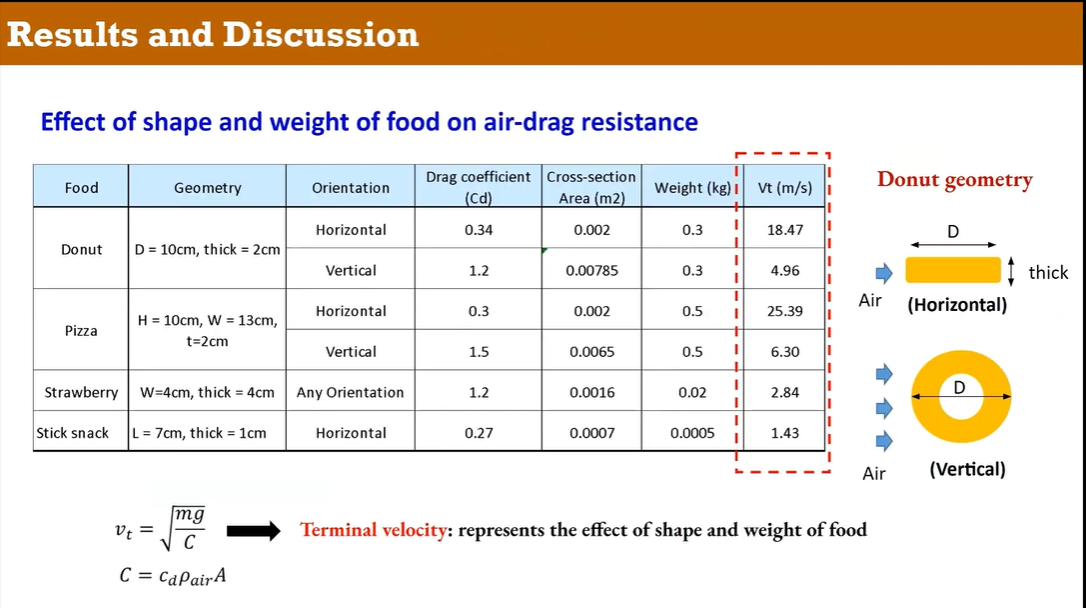 Results and Discussion
Effect of shape and weight of food on air-drag resistance
Food Geometry Orientation Drag coefficient (Cd) Cross-section Area (m2) Weight (kg) Vt (m/s)
Donut D = 10cm, thick = 2cm Horizontal 0.34 0.002 0.3 18.47
Vertical 1.2 0.00785 0.3 4.96
Pizza H = 10cm, W = 13cm, t=2cm Horizontal 0.3 0.002 0.5 25.39
Vertical 1.5 0.0065 0.5 6.30
Strawberry W=4cm, thick = 4cm Any Orientation 1.2 0.0016 0.02 2.84
Stick snack L = 7cm, thick = 1cm Horizontal 0.27 0.0007 0.0005 1.43
Donut geometry
D
thick
Air
(Horizontal)
D
Air
(Vertical)
vₜ = √(mg/C)
Terminal velocity: represents the effect of shape and weight of food
C = c_d ρ_air A